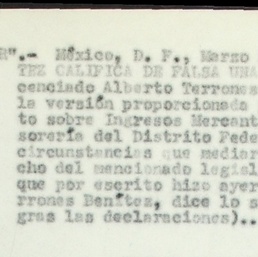 R".- México, D. F., Marzo
TEZ CALIFICA DE FALSA UNA
cenciado Alberto Terrones
la versión proporcionada
to sobre Ingresos Mercant
sorería del Distrito Fede
circunstancias que mediar
cho del mencionado legisl
que por escrito hizo ayer
rrones Benítez, dice lo s
gras las declaraciones)..